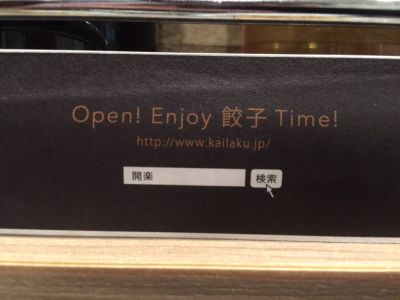 Open! Enjoy 餃子 Time!
http://www.kailaku.jp/
開楽 検索